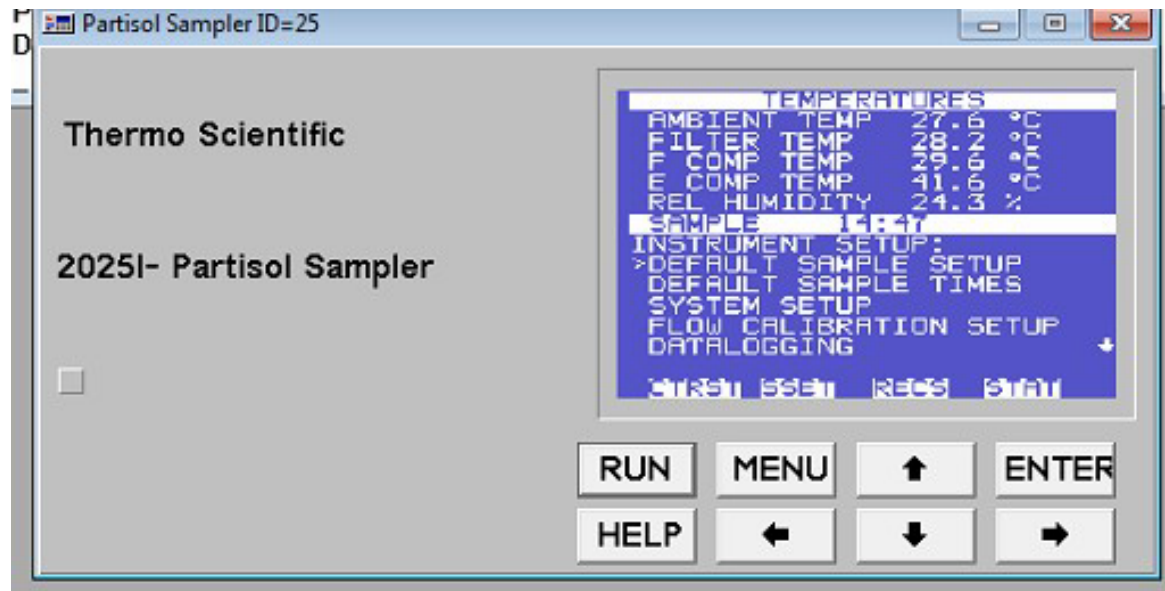 Partisol Sampler ID=25
Thermo Scientific
2025I- Partisol Sampler
TEMPERATURES
AMBIENT TEMP 27.6 °C
FILTER TEMP 28.2 °C
F COMP TEMP 29.6 °C
E COMP TEMP 41.6 °C
REL HUMIDITY 24.3 %
SAMPLE 14:47
INSTRUMENT SETUP:
>DEFAULT SAMPLE SETUP
DEFAULT SAMPLE TIMES
SYSTEM SETUP
FLOW CALIBRATION SETUP
DATALOGGING
CTRST SSET RECS STAT
RUN MENU ENTER
HELP